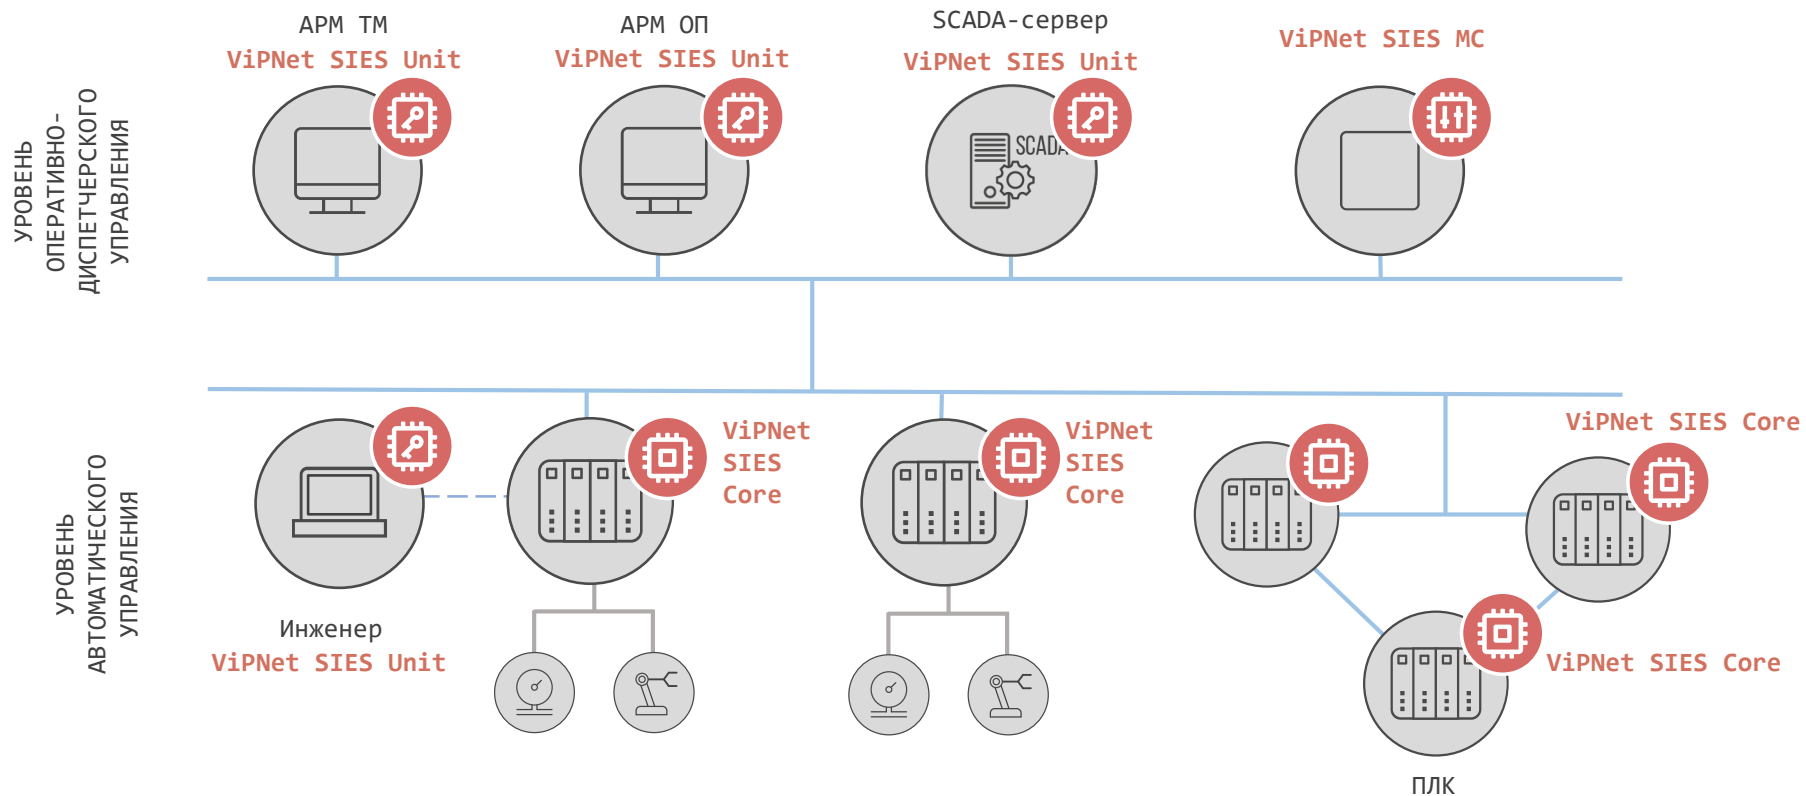 АРМ ТМ
ViPNet SIES Unit
АРМ ОП
ViPNet SIES Unit
SCADA-сервер
ViPNet SIES Unit
ViPNet SIES MC
SCADA
УРОВЕНЬ
ОПЕРАТИВНО-
ДИСПЕТЧЕРСКОГО
УПРАВЛЕНИЯ
ViPNet
SIES
Core
ViPNet
SIES
Core
ViPNet SIES Core
УРОВЕНЬ
АВТОМАТИЧЕСКОГО
УПРАВЛЕНИЯ
Инженер
ViPNet SIES Unit
ViPNet SIES Core
ПЛК